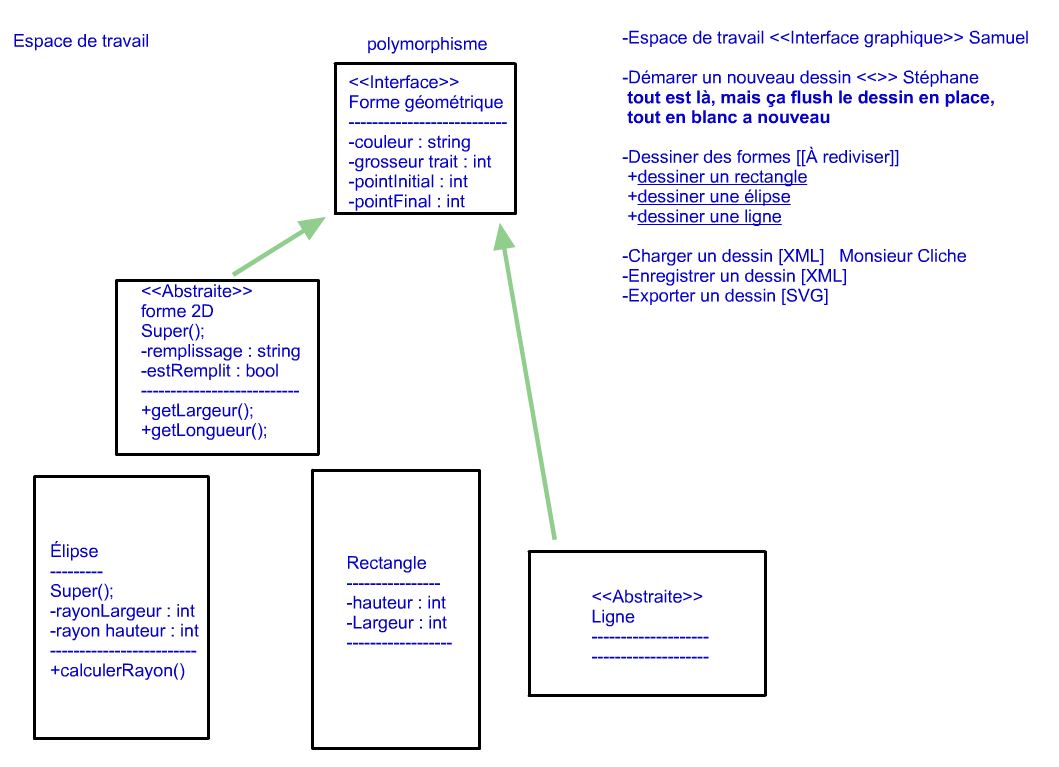 Espace de travail
polymorphisme
<<Interface>>
Forme géométrique
---------------------------
-couleur : string
-grosseur trait : int
-pointInitial : int
-pointFinal : int
<<Abstraite>>
forme 2D
Super();
-remplissage : string
-estRemplit : bool
---------------------------
+getLargeur();
+getLongueur();
Élipse
---------
Super();
-rayonLargeur : int
-rayon hauteur : int
-------------------------
+calculerRayon()
Rectangle
----------------
-hauteur : int
-Largeur : int
------------------
<<Abstraite>>
Ligne
--------------------
--------------------
-Espace de travail <<Interface graphique>> Samuel
-Démarer un nouveau dessin <<>> Stéphane
tout est là, mais ça flush le dessin en place,
tout en blanc a nouveau
-Dessiner des formes [[À rediviser]]
+dessiner un rectangle
+dessiner une élipse
+dessiner une ligne
-Charger un dessin [XML] Monsieur Cliche
-Enregistrer un dessin [XML]
-Exporter un dessin [SVG]